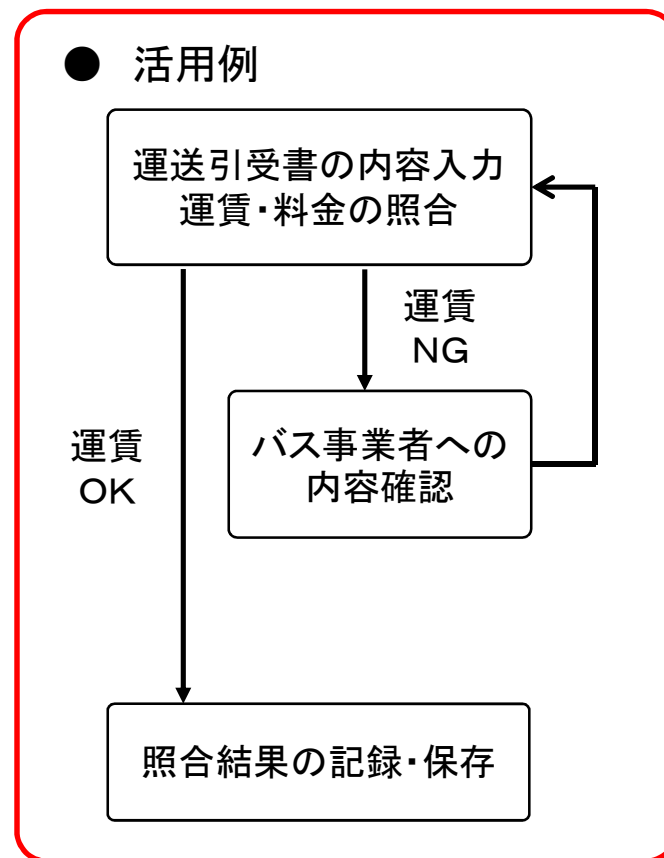 ● 活用例
運送引受書の内容入力
運賃・料金の照合
運賃
NG
バス事業者への
内容確認
運賃
OK
照合結果の記録・保存